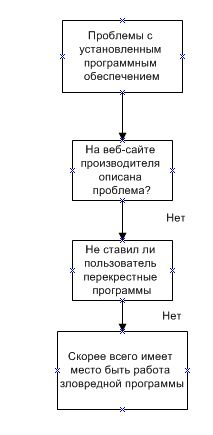 Проблемы с
установленным
программным
обеспечением
На веб-сайте
производителя
описана
проблема?
Нет
Не ставил ли
пользователь
перекрестные
программы
Нет
Скорее всего имеет
место быть работа
зловредной программы